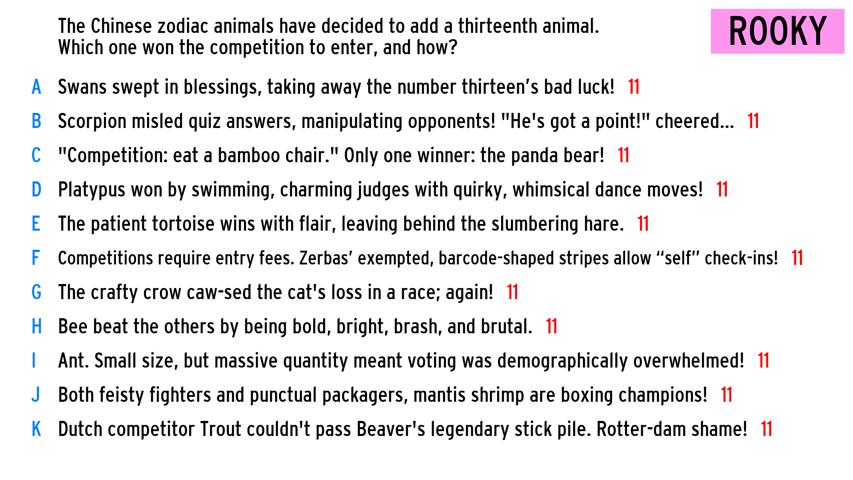 The Chinese zodiac animals have decided to add a thirteenth animal.
Which one won the competition to enter, and how?
ROOKY
A Swans swept in blessings, taking away the number thirteen's bad luck! 11
B Scorpion misled quiz answers, manipulating opponents! "He's got a point!" cheered... 11
C "Competition: eat a bamboo chair." Only one winner: the panda bear! 11
D Platypus won by swimming, charming judges with quirky, whimsical dance moves! 11
E The patient tortoise wins with flair, leaving behind the slumbering hare. 11
F Competitions require entry fees. Zerbas’ exempted, barcode-shaped stripes allow “self” check-ins! 11
G The crafty crow caw-sed the cat's loss in a race; again! 11
H Bee beat the others by being bold, bright, brash, and brutal. 11
I Ant. Small size, but massive quantity meant voting was demographically overwhelmed! 11
J Both feisty fighters and punctual packagers, mantis shrimp are boxing champions! 11
K Dutch competitor Trout couldn't pass Beaver's legendary stick pile. Rotter-dam shame! 11